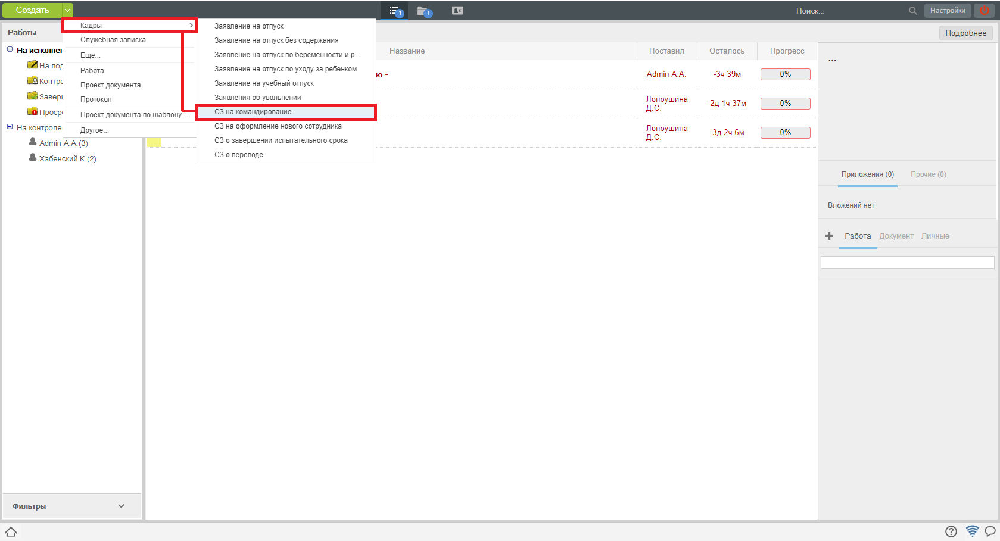 Создать
1
1
Поиск...
Настройки
Работы
Подробнее
Кадры
Служебная записка
Еще...
Работа
Проект документа
Протокол
Проект документа по шаблону...
Другое...
Заявление на отпуск
Заявление на отпуск без содержания
Заявление на отпуск по беременности и р...
Заявление на отпуск по уходу за ребенком
Заявление на учебный отпуск
Заявления об увольнении
СЗ на командирование
СЗ на оформление нового сотрудника
СЗ о завершении испытательного срока
СЗ о переводе
На исполнен
На под
Контро
Заверш
Проср
На контроле
Admin A.A.(3)
Хабенский К.(2)
Название
Поставил
Осталось
Прогресс
ю -
Admin A.A.
-3ч 39м
0%
Лопоушина
Д.С.
-2д 1ч 37м
0%
Лопоушина
Д.С.
-3д 2ч 6м
0%
...
Приложения (0)
Прочие (0)
Вложений нет
Работа
Документ
Личные
Фильтры